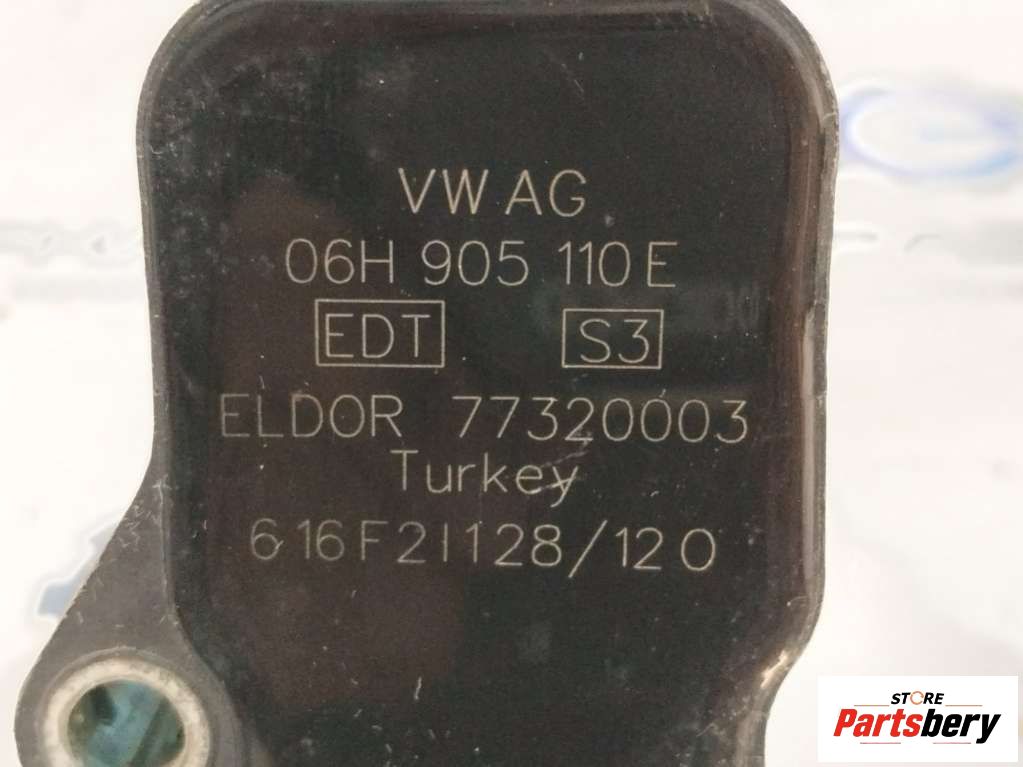 VW AG
06H 905 110 E
EDT S3
ELDOR 77320003
Turkey
616F21128/120
STORE
Partsbery